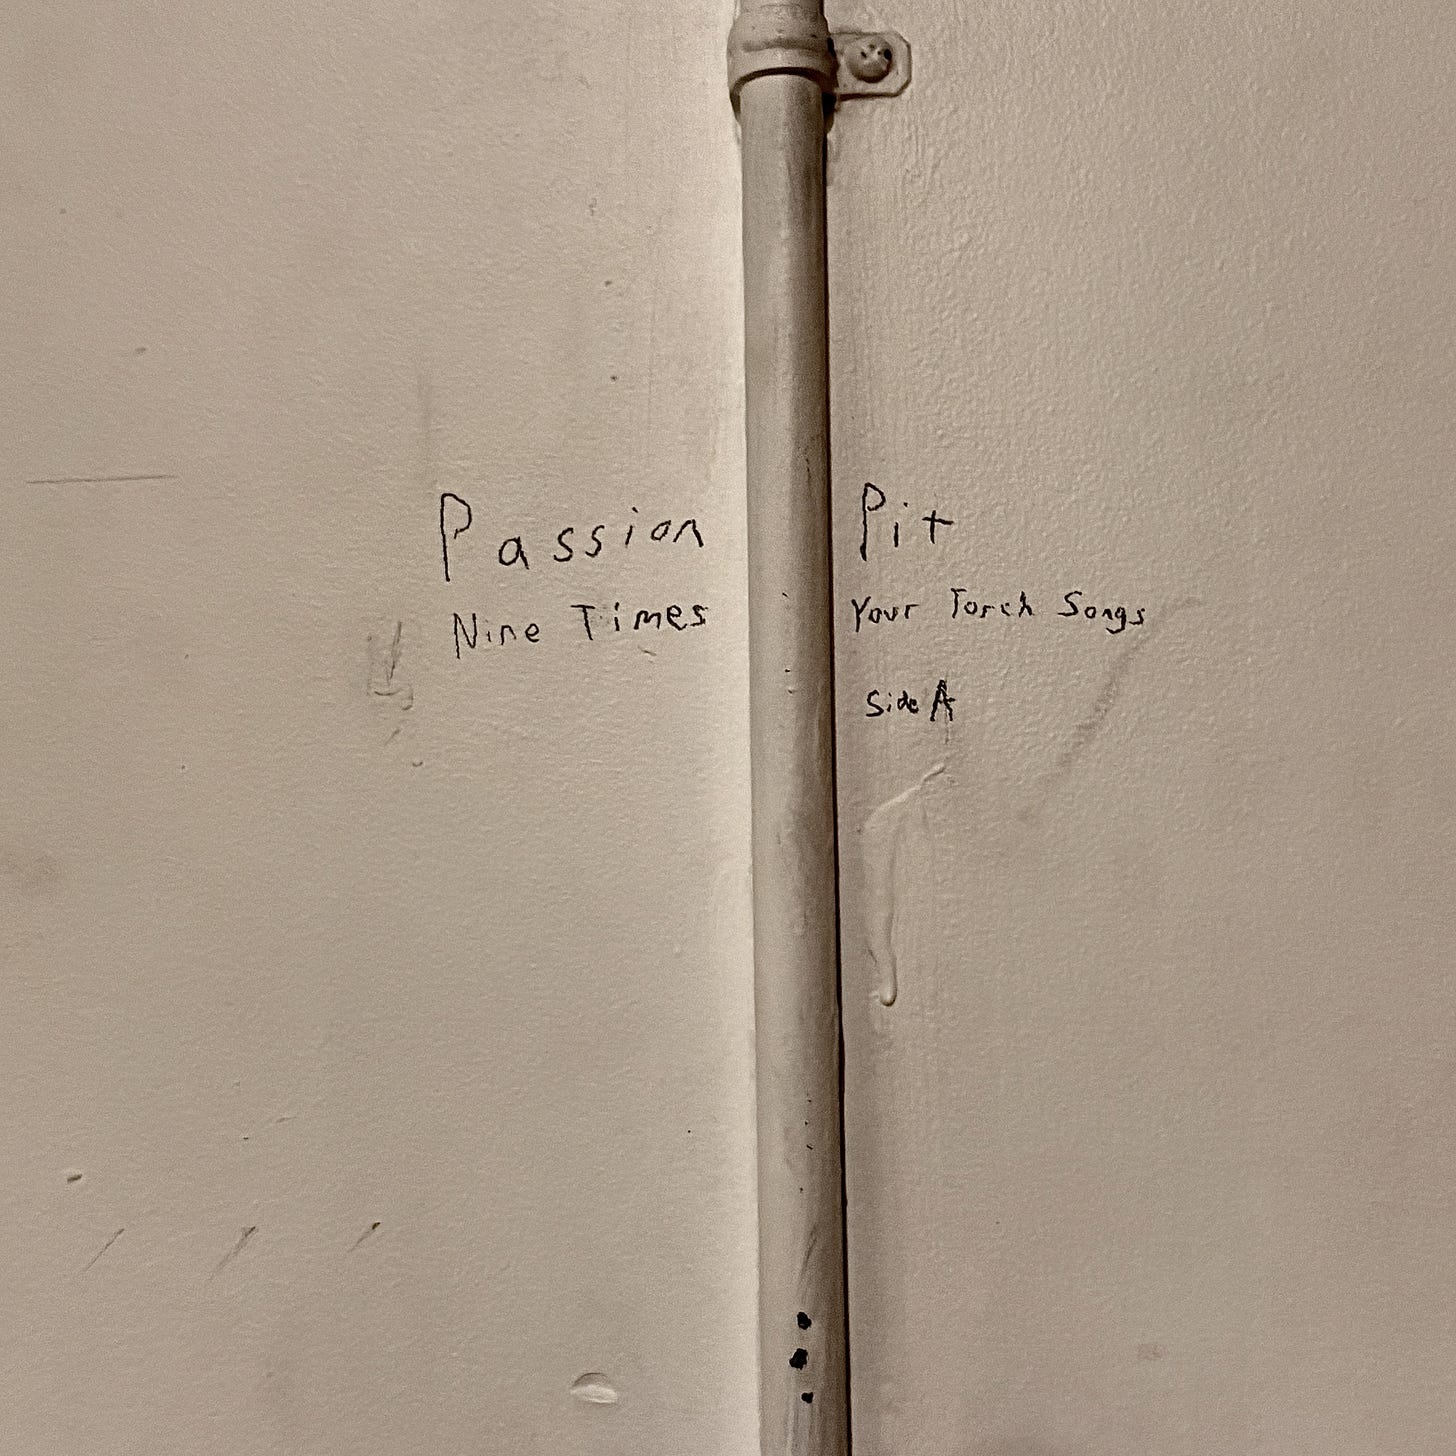 Passion Pit
Nine Times Your Torch Songs
Side A